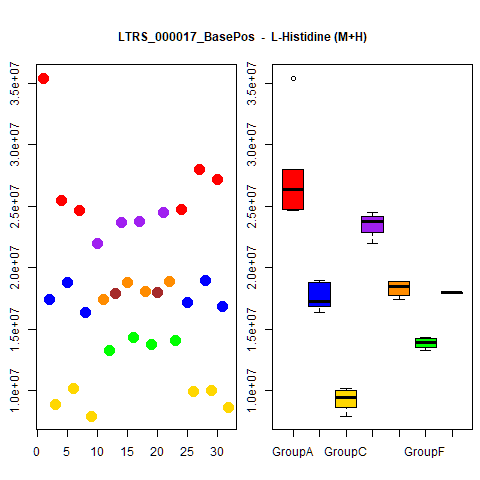 LTRS_000017_BasePos - L-Histidine (M+H)
3.5e+07
3.0e+07
2.5e+07
2.0e+07
1.5e+07
1.0e+07
0 5 10 15 20 25 30
3.5e+07
3.0e+07
2.5e+07
2.0e+07
1.5e+07
1.0e+07
GroupA GroupC GroupF